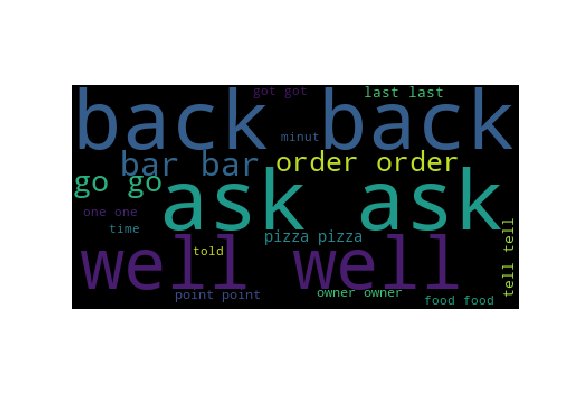 got got
last last
back back
minut
bar bar
order order
go go
ask ask
one one
time
pizza pizza
well well
told
tell tell
point point
owner owner
food food